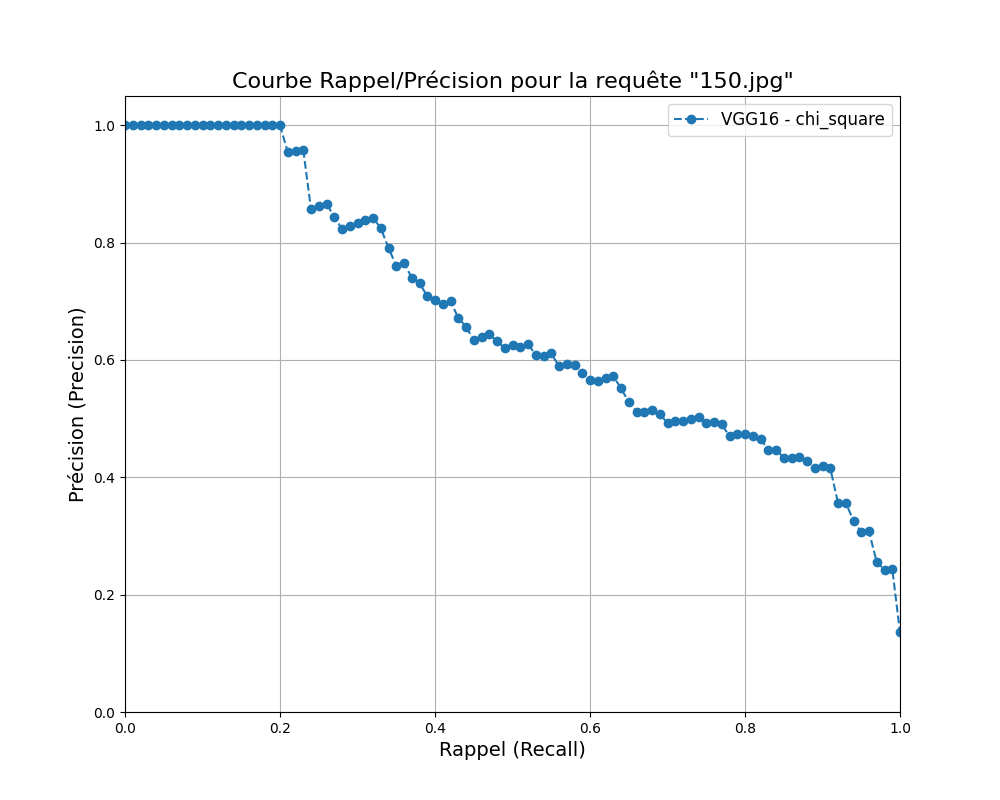 Courbe Rappel/Précision pour la requête "150.jpg"
VGG16 - chi_square
1.0
0.8
0.6
0.4
0.2
0.0
Précision (Precision)
0.0 0.2 0.4 0.6 0.8 1.0
Rappel (Recall)